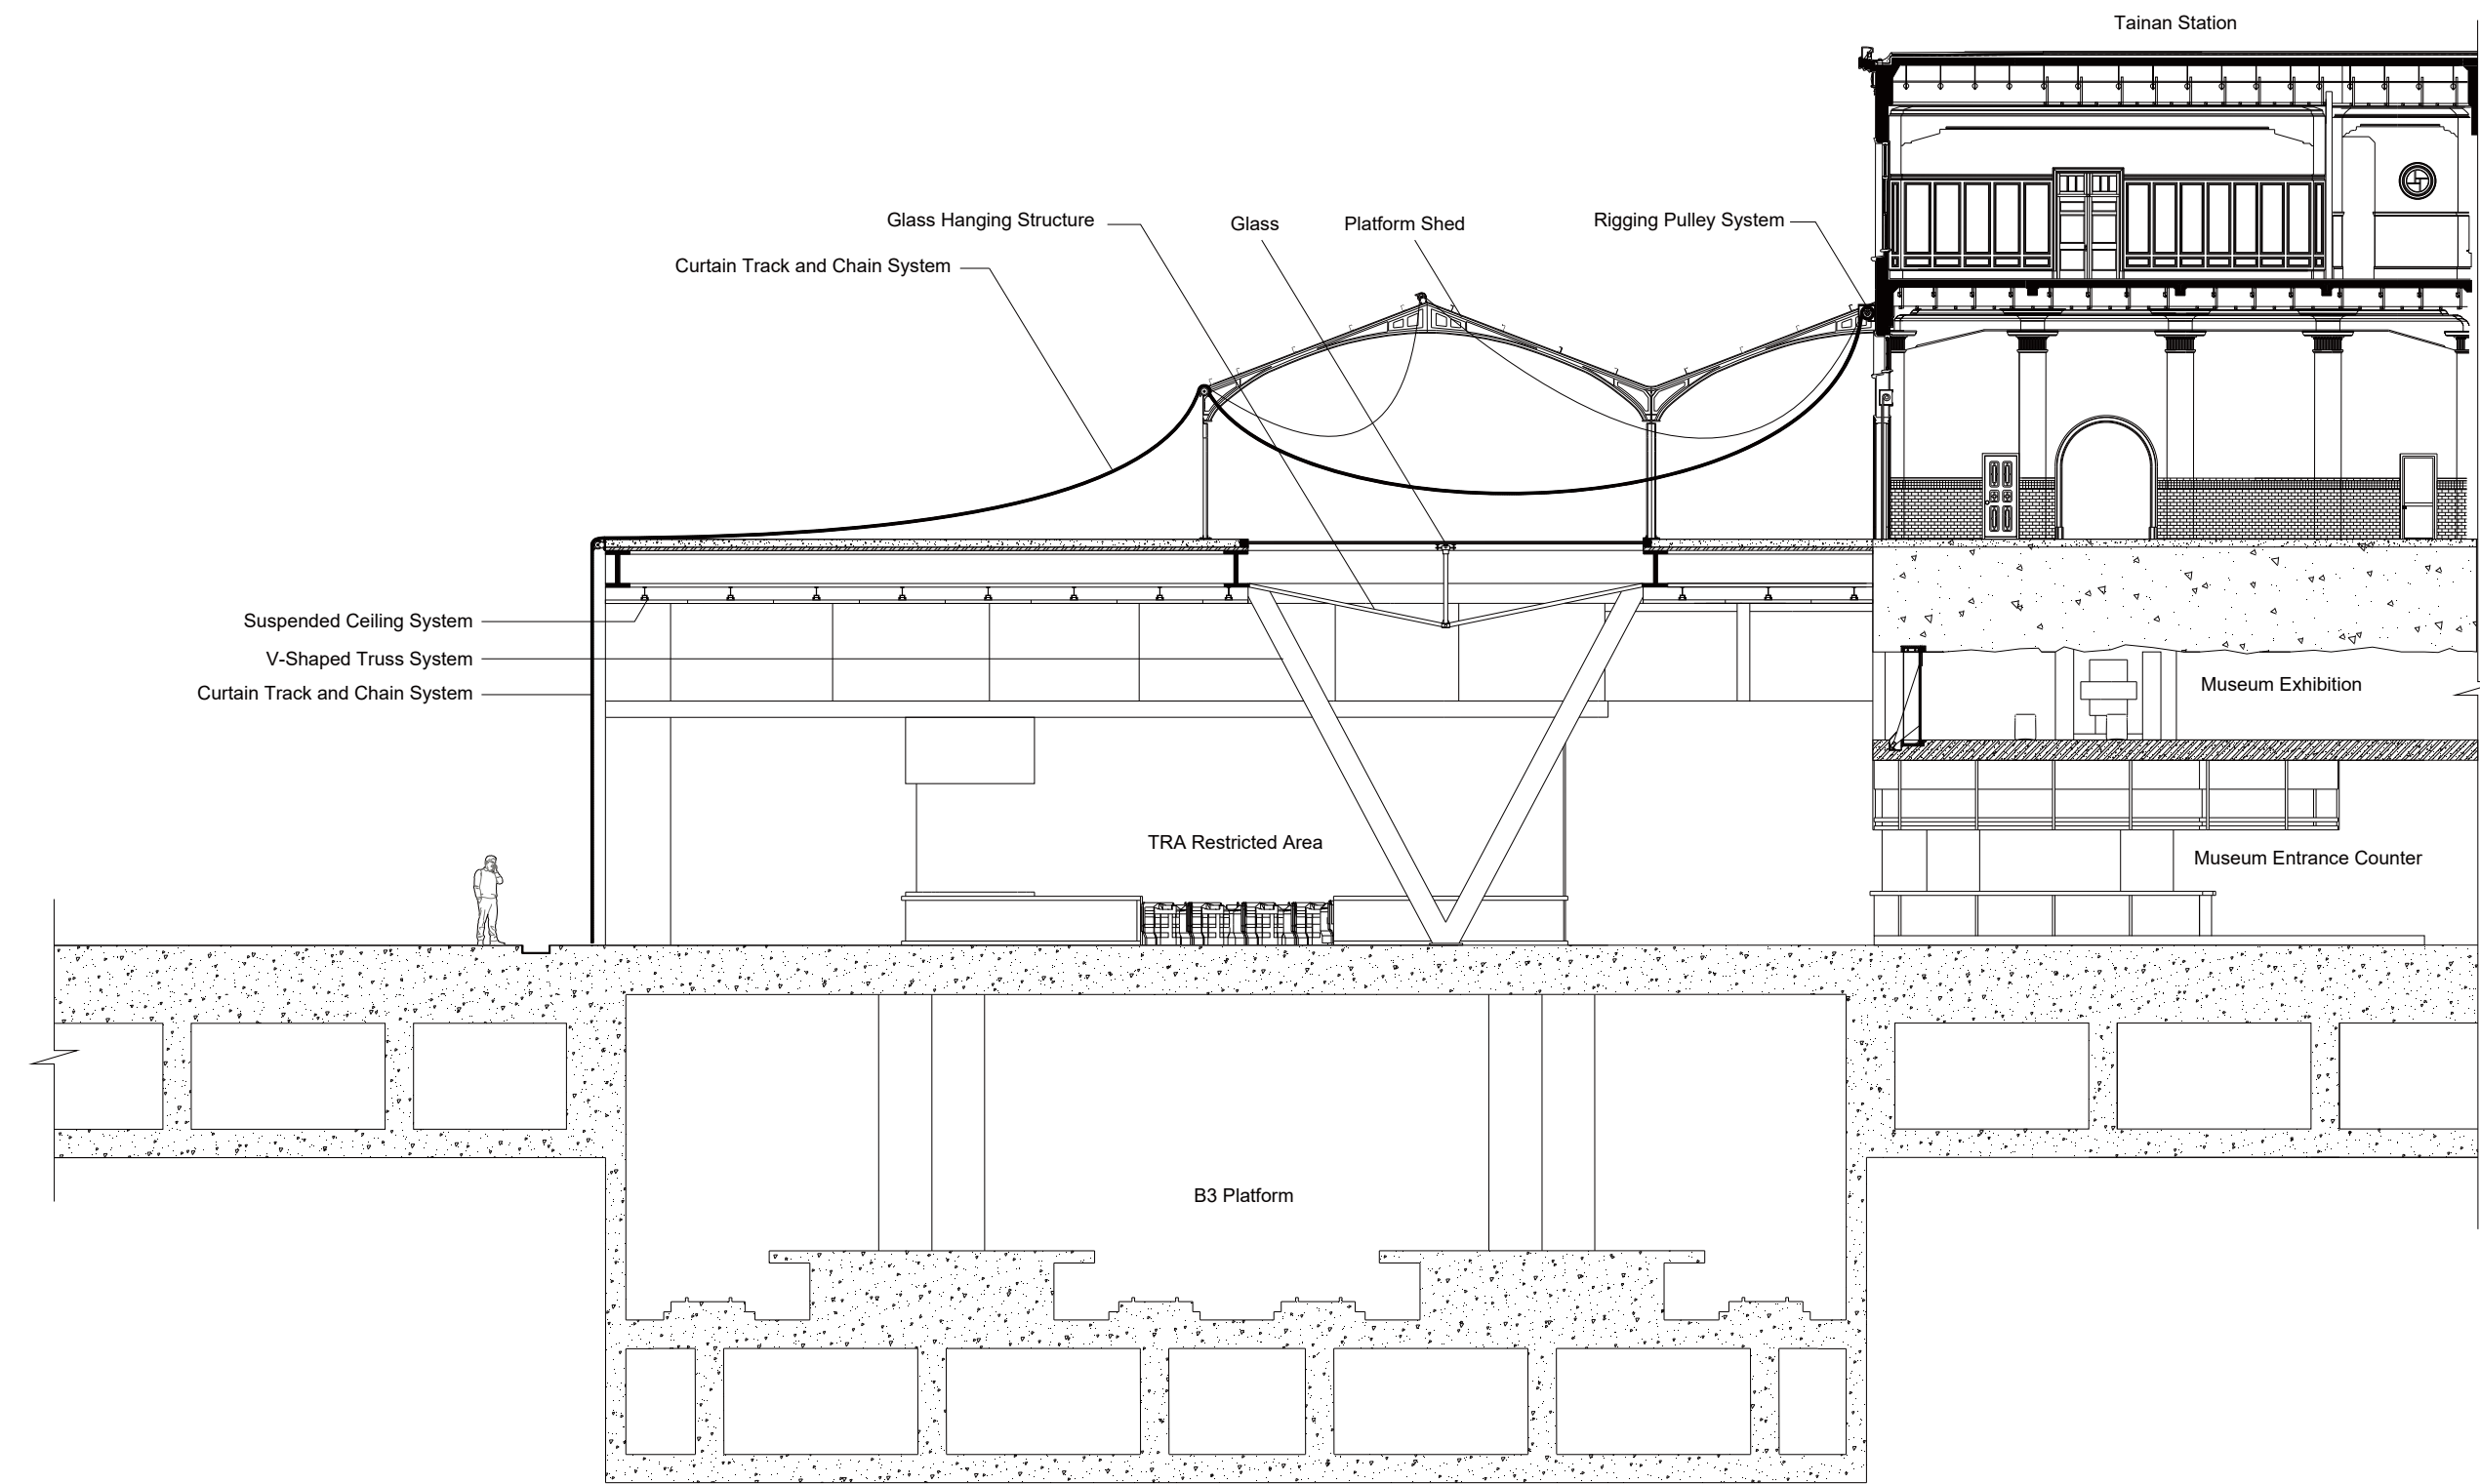 Tainan Station
Glass Hanging Structure
Glass
Platform Shed
Rigging Pulley System
Curtain Track and Chain System
Suspended Ceiling System
V-Shaped Truss System
Curtain Track and Chain System
Museum Exhibition
TRA Restricted Area
Museum Entrance Counter
B3 Platform